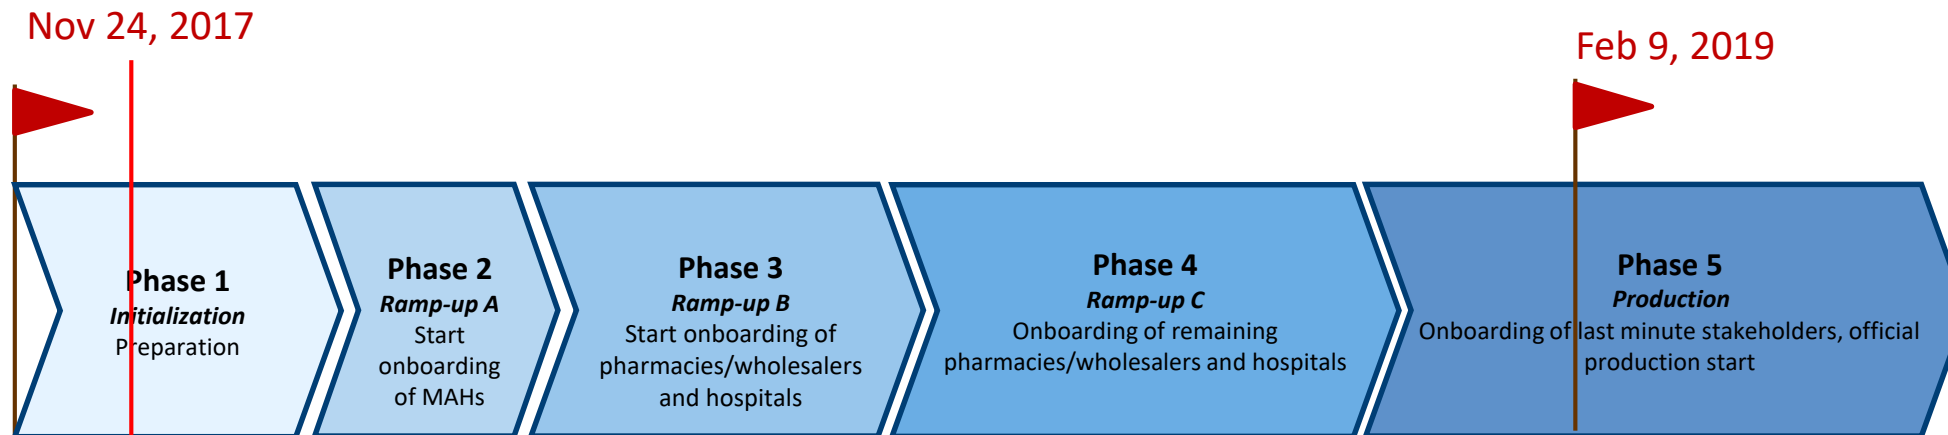 Nov 24, 2017
Feb 9, 2019
Phase 1
Initialization
Preparation
Phase 2
Ramp-up A
Start
onboarding
of MAHs
Phase 3
Ramp-up B
Start onboarding of
pharmacies/wholesalers
and hospitals
Phase 4
Ramp-up C
Onboarding of remaining
pharmacies/wholesalers and hospitals
Phase 5
Production
Onboarding of last minute stakeholders, official
production start